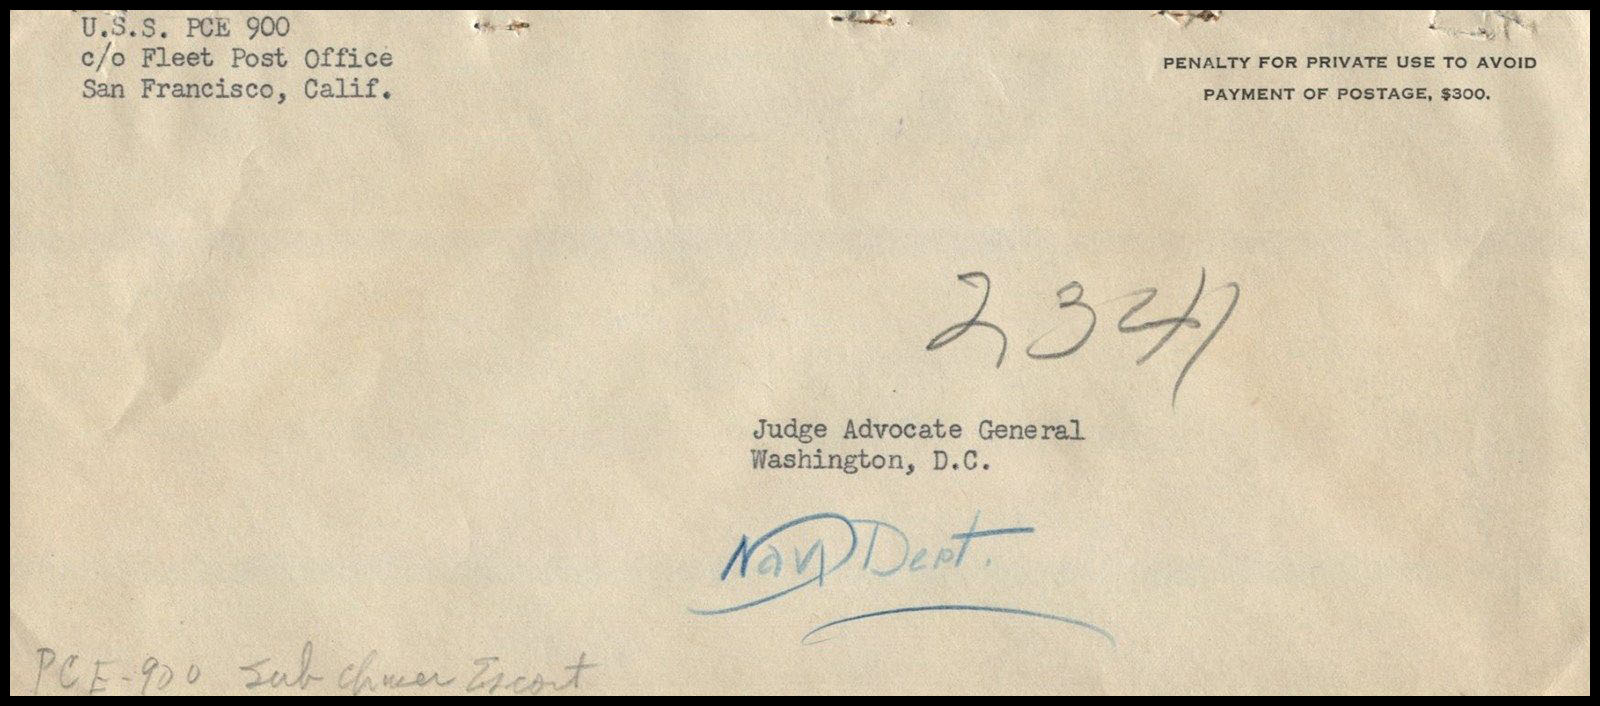 U.S.S. PCE 900
c/o Fleet Post Office
San Francisco, Calif.
PENALTY FOR PRIVATE USE TO AVOID
PAYMENT OF POSTAGE, $300.
2341
Judge Advocate General
Washington, D.C.
Navy Dept.
PCE-900 Sub Chaser Escort